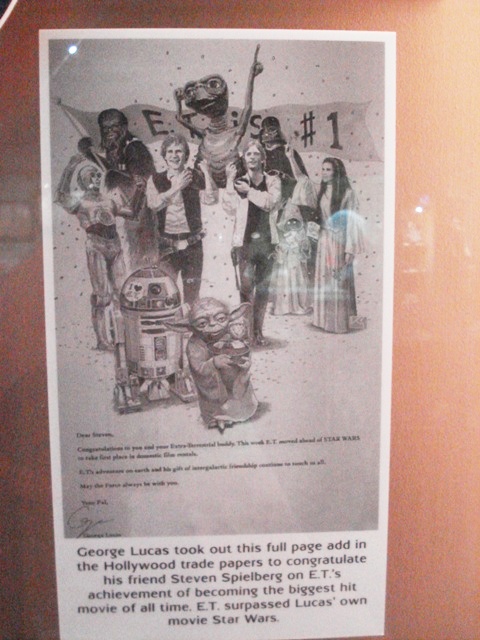 E.T. is #1
Dear Steven,
Congratulations to you and your Extra-Terrestrial buddy. This week E.T. moved ahead of STAR WARS
to take first place in domestic film rentals.
E.T.'s adventure on earth and his gift of intergalactic friendship continues to touch us all.
May the Force always be with you.
Your Pal,
George Lucas
George Lucas took out this full page add in
the Hollywood trade papers to congratulate
his friend Steven Spielberg on E.T.'s
achievement of becoming the biggest hit
movie of all time. E.T. surpassed Lucas' own
movie Star Wars.